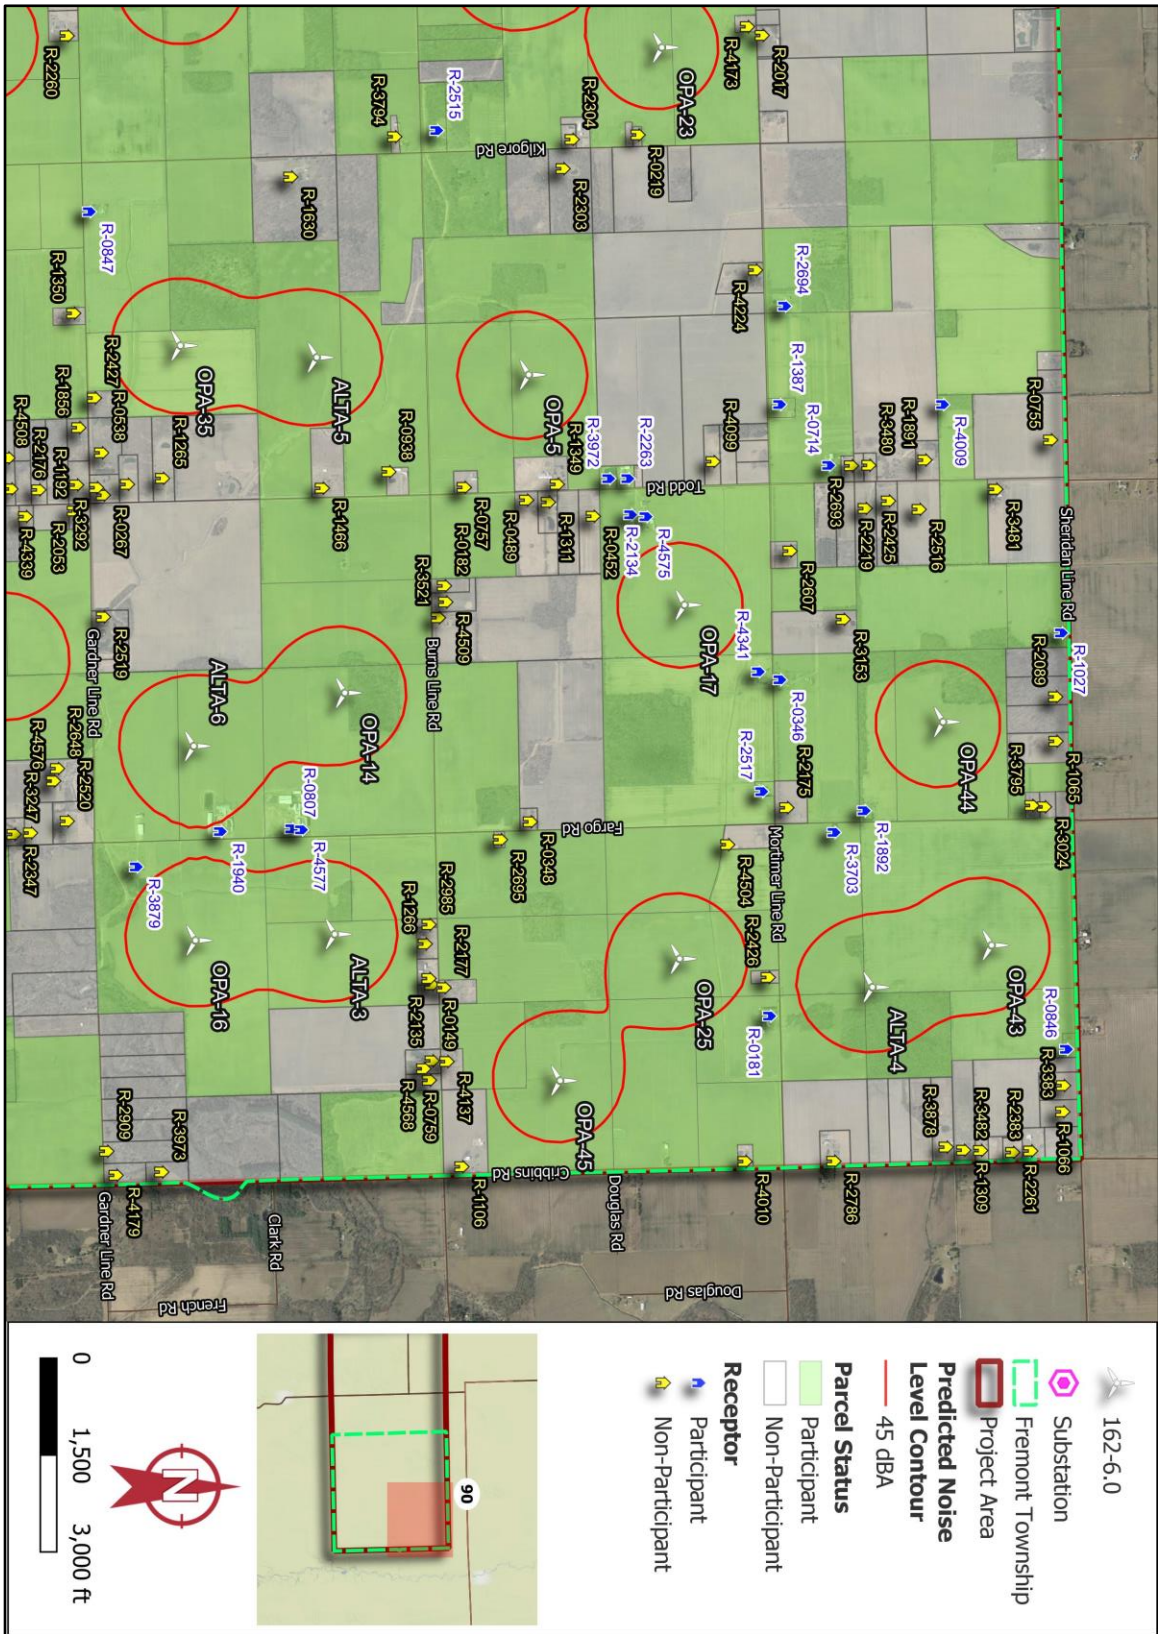 R-2260
R-4173
R-2017
OPA-23
R-2515
R-3794
R-2304
Kilgore Rd
R-0219
R-2303
R-1630
R-0847
R-2694
R-4224
R-1350
R-1387
R-4009
R-0755
R-2427
OPA-35
ALTA-5
OPA-5
R-1856
R-0538
R-4508
R-2176
R-1192
R-1265
R-0938
R-1349
R-3972
R-2263
R-4099
R-0714
R-3480
R-1891
Todd Rd
R-3292
R-0267
R-1466
R-0757
R-0489
R-1311
R-0452
R-2134
R-4575
R-2693
R-2219
R-2425
R-2516
R-3481
Sheridan Line Rd
R-4339
R-2053
R-0182
R-3521
R-4509
R-2607
R-3153
R-2519
Gardner Line Rd
Burns Line Rd
OPA-17
R-4341
R-0346
R-1027
R-2089
ALTA-6
OPA-14
OPA-44
R-2648
R-4576
R-2520
R-3247
R-2347
R-0807
R-4577
R-1940
R-3879
Fargo Rd
R-0348
R-2695
R-2517
R-2175
Mortimer Line Rd
R-1892
R-3703
R-3795
R-1065
R-3024
R-4504
R-2426
OPA-16
ALTA-3
R-2985
R-1266
R-2177
R-2135
R-0149
OPA-25
R-0181
ALTA-4
OPA-43
R-0846
R-4137
R-0759
R-4568
OPA-45
R-3383
R-1066
R-2261
R-2383
R-1309
R-3482
R-3878
R-2909
R-3973
R-4179
R-1106
Cribbins Rd
R-4010
R-2786
Gardner Line Rd
Clark Rd
Douglas Rd
French Rd
Douglas Rd
162-6.0
Substation
Fremont Township
Project Area
Predicted Noise
Level Contour
45 dBA
Parcel Status
Participant
Non-Participant
Receptor
Participant
Non-Participant
90
N
0 1,500 3,000 ft